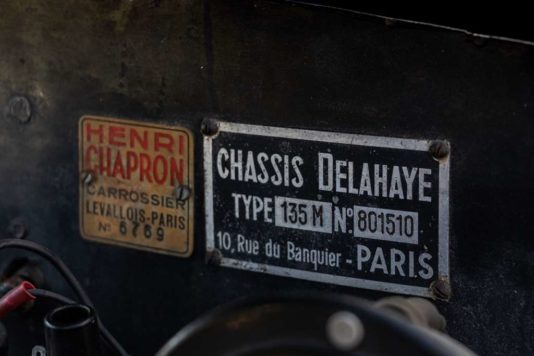 HENRI
CHAPRON
CARROSSIER
LEVALLOIS-PARIS
No 6769
CHASSIS DELAHAYE
TYPE 135 M No 801510
10, Rue du Banquier - PARIS